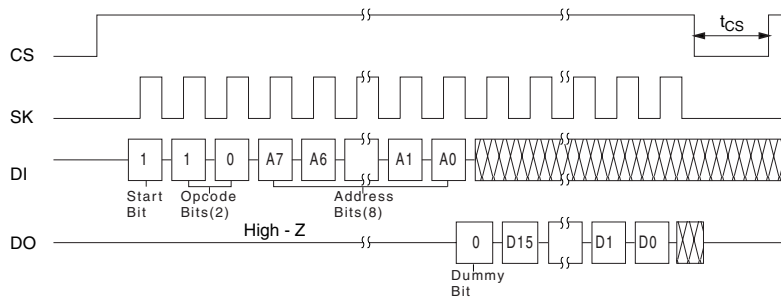 tCS
CS
SK
DI
1 1 0 A7 A6 A1 A0
Start
Bit
Opcode
Bits(2)
Address
Bits(8)
High - Z
DO
0 D15 D1 D0
Dummy
Bit